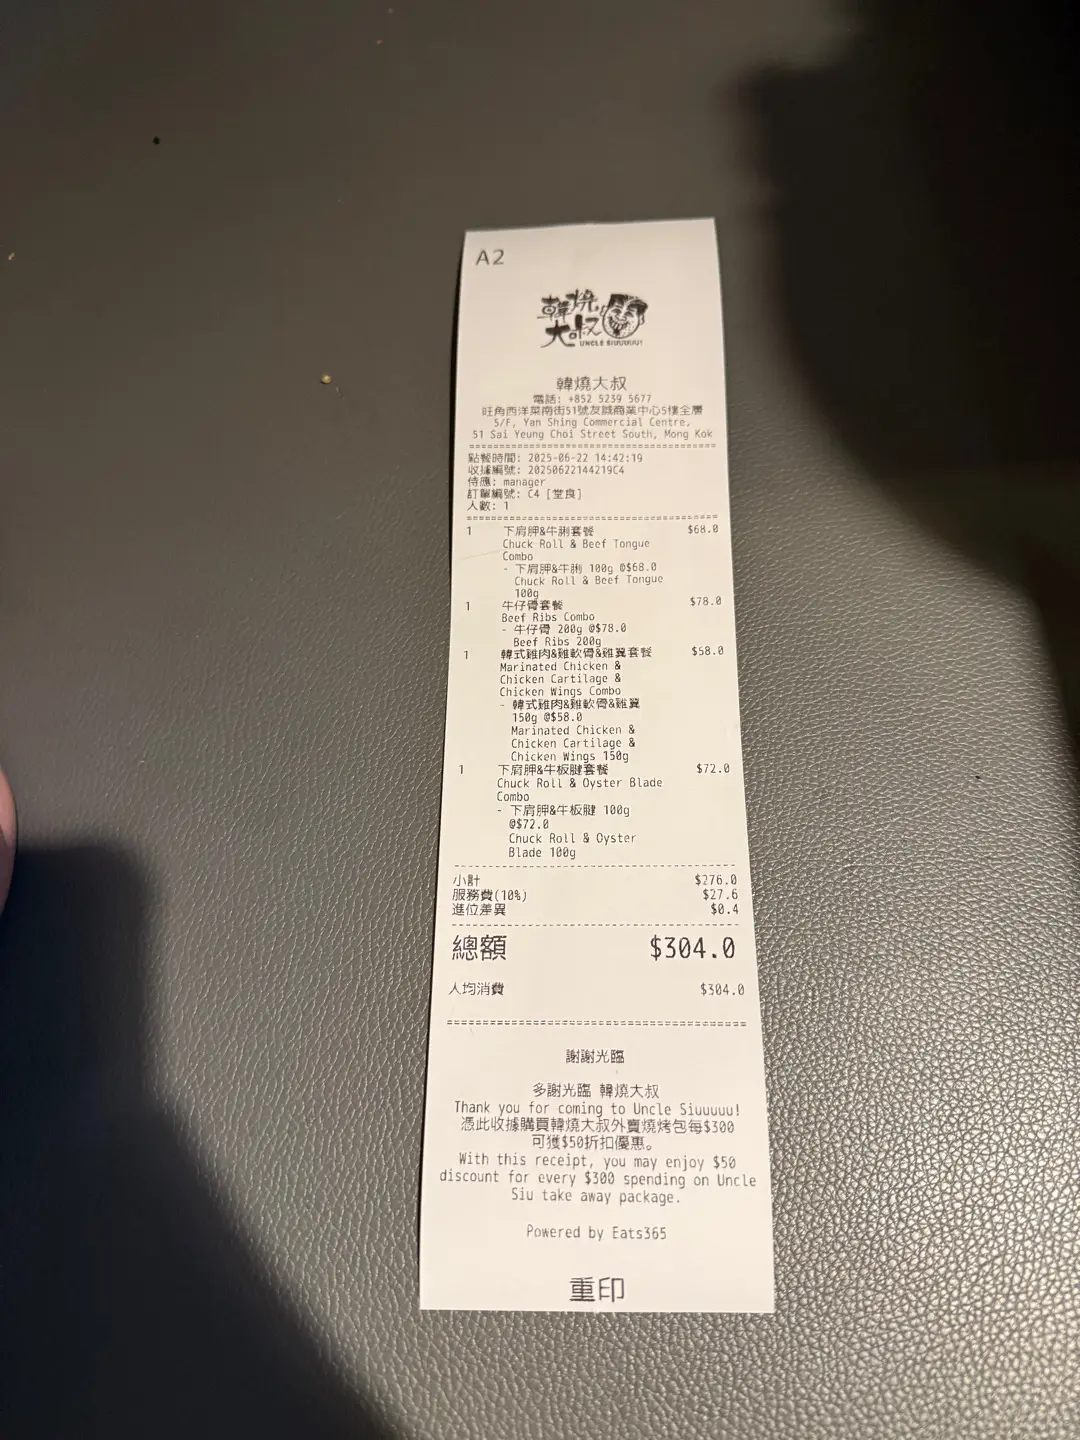 A2
韓燒
大叔
UNCLE SIUUUUU!
韓燒大叔
電話: +852 5239 5677
旺角西洋菜南街51號友誠商業中心5樓全層
5/F, Yan Shing Commercial Centre,
51 Sai Yeung Choi Street South, Mong Kok
點餐時間: 2025-06-22 14:42:19
收據編號: 20250622144219C4
侍應: manager
訂單編號: C4 [堂食]
人數: 1
1 下肩胛&牛脷套餐 $68.0
Chuck Roll & Beef Tongue
Combo
- 下肩胛&牛脷 100g @$68.0
Chuck Roll & Beef Tongue
100g
1 牛仔骨套餐 $78.0
Beef Ribs Combo
- 牛仔骨 200g @$78.0
Beef Ribs 200g
1 韓式雞肉&雞軟骨&雞翼套餐 $58.0
Marinated Chicken &
Chicken Cartilage &
Chicken Wings Combo
- 韓式雞肉&雞軟骨&雞翼
150g @$58.0
Marinated Chicken &
Chicken Cartilage &
Chicken Wings 150g
1 下肩胛&牛板腱套餐 $72.0
Chuck Roll & Oyster Blade
Combo
- 下肩胛&牛板腱 100g
@$72.0
Chuck Roll & Oyster
Blade 100g
小計 $276.0
服務費(10%) $27.6
進位差異 $0.4
總額 $304.0
人均消費 $304.0
謝謝光臨
多謝光臨 韓燒大叔
Thank you for coming to Uncle Siuuuuu!
憑此收據購買韓燒大叔外賣燒烤包每$300
可獲$50折扣優惠。
With this receipt, you may enjoy $50
discount for every $300 spending on Uncle
Siu take away package.
Powered by Eats365
重印